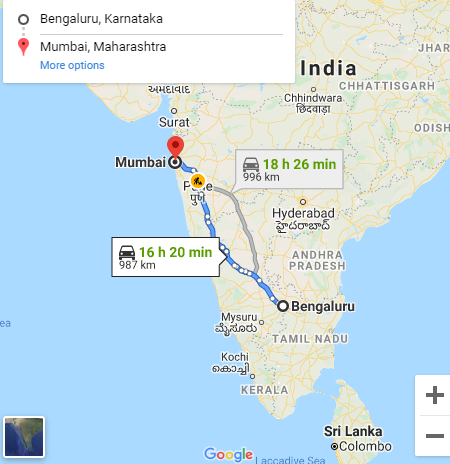 Bengaluru, Karnataka
Mumbai, Maharashtra
More options
India
અમદાવાદ
Chhindwara
छिंदवाड़ा
CHHATTISGARH
Surat
ODIS
Mumbai
18 h 26 min
996 km
Pune
पुणे
Hyderabad
హైదరాబాద్
16 h 20 min
987 km
ANDHRA
PRADESH
Bengaluru
Mysuru
ಮೈಸೂರು
TAMIL NADU
Kochi
കൊച്ചി
KERALA
Sri Lanka
Colombo
Google
Laccadive Sea